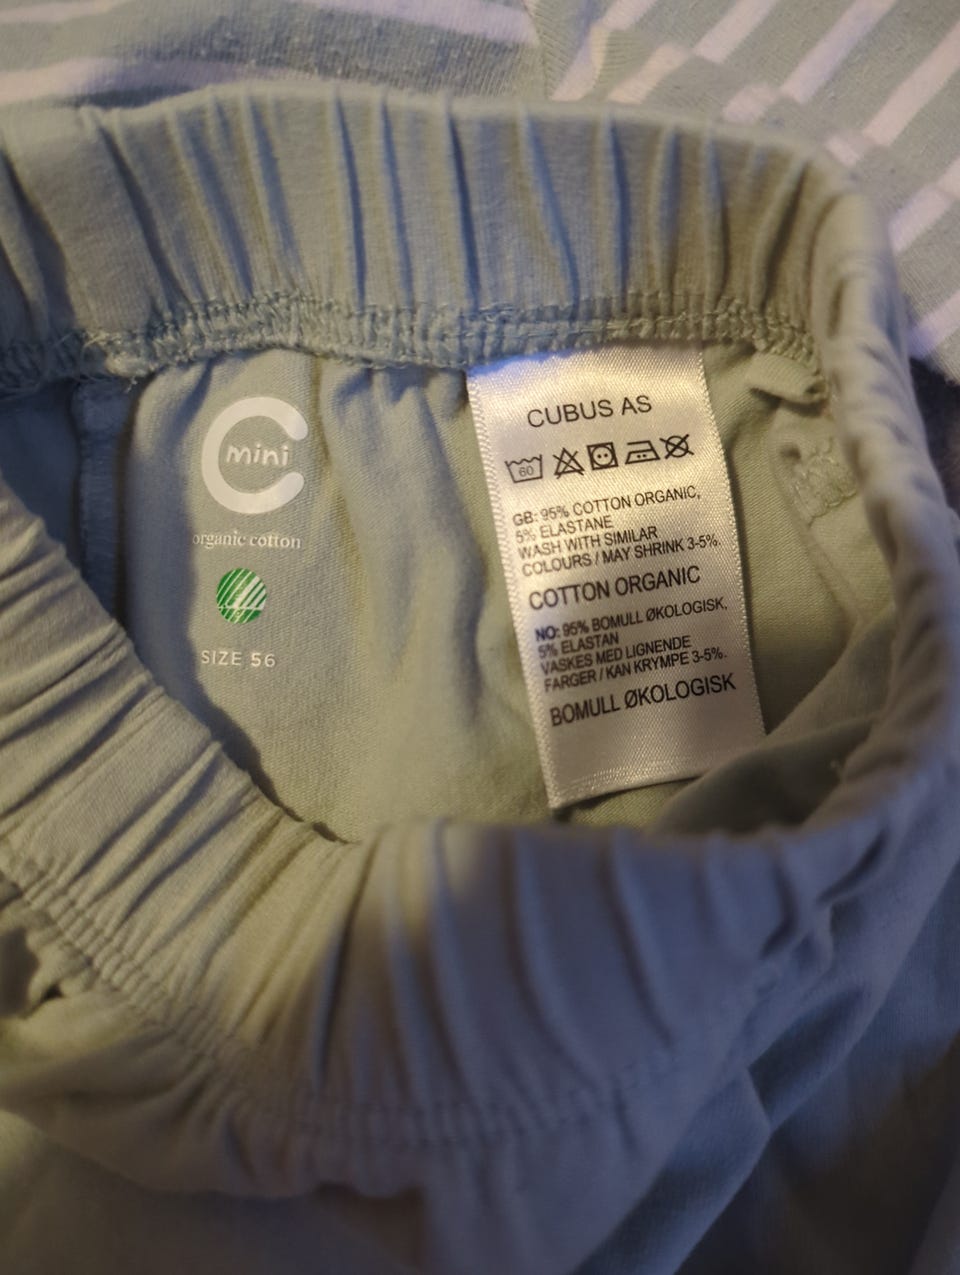 mini
organic cotton
SIZE 56
CUBUS AS
60
GB: 95% COTTON ORGANIC,
5% ELASTANE
WASH WITH SIMILAR
COLOURS / MAY SHRINK 3-5%.
COTTON ORGANIC
NO: 95% BOMULL ØKOLOGISK,
5% ELASTAN
VASKES MED LIGNENDE
FARGER / KAN KRYMPE 3-5%.
BOMULL ØKOLOGISK